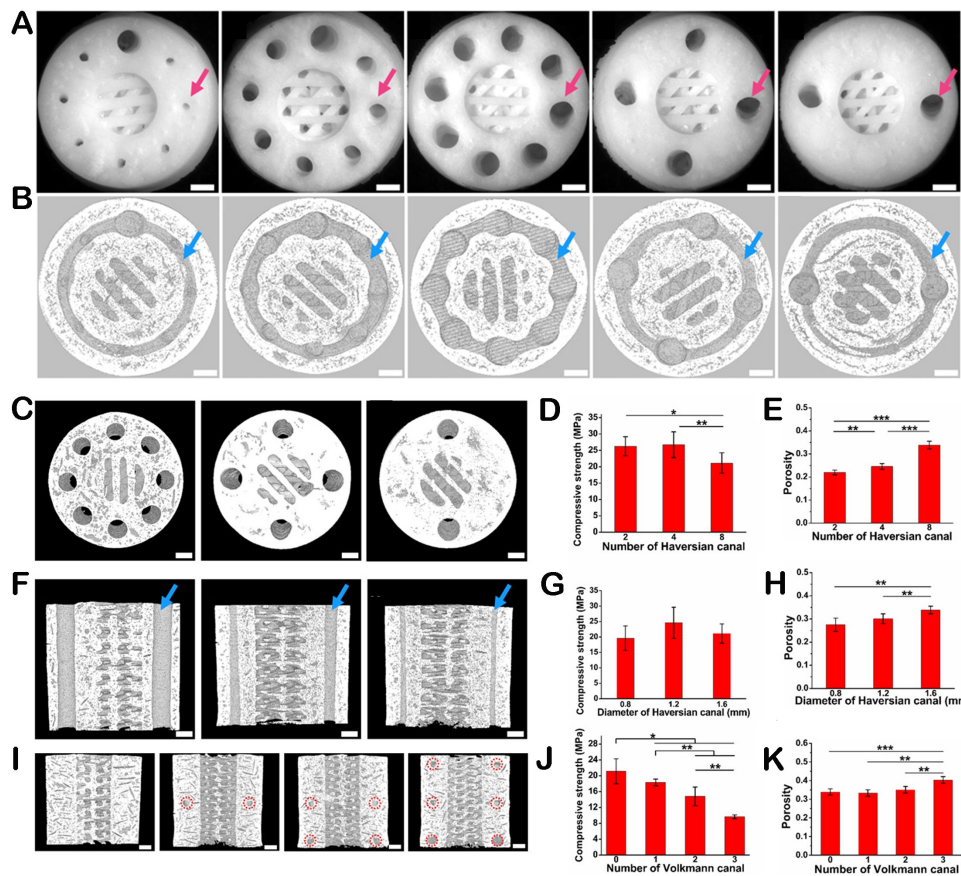 A
B
C
D
Compressive strength (MPa)
35
30
25
20
15
10
5
0
*
**
2 4 8
Number of Haversian canal
E
Porosity
0.5
0.4
0.3
0.2
0.1
0.0
***
** ***
2 4 8
Number of Haversian canal
F
G
Compressive strength (MPa)
35
30
25
20
15
10
5
0
0.8 1.2 1.6
Diameter of Haversian canal (mm)
H
Porosity
0.5
0.4
0.3
0.2
0.1
0.0
**
**
0.8 1.2 1.6
Diameter of Haversian canal (mm)
I
J
Compressive strength (MPa)
28
24
20
16
12
8
4
0
*
**
**
0 1 2 3
Number of Volkmann canal
K
Porosity
0.6
0.5
0.4
0.3
0.2
0.1
0.0
***
**
**
0 1 2 3
Number of Volkmann canal